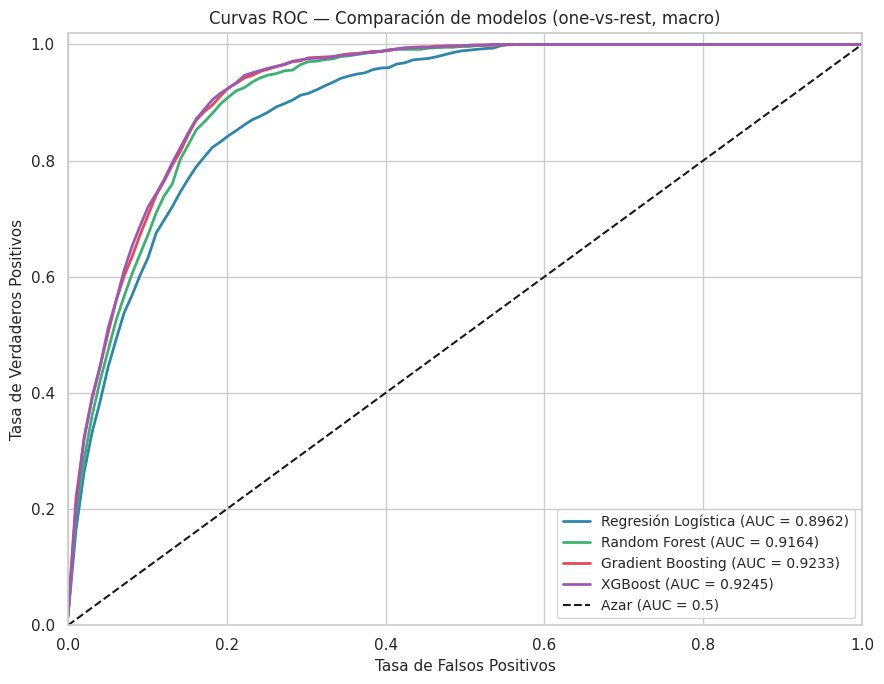 Curvas ROC — Comparación de modelos (one-vs-rest, macro)
1.0
0.8
0.6
0.4
0.2
0.0
Tasa de Verdaderos Positivos
Regresión Logística (AUC = 0.8962)
Random Forest (AUC = 0.9164)
Gradient Boosting (AUC = 0.9233)
XGBoost (AUC = 0.9245)
Azar (AUC = 0.5)
0.0 0.2 0.4 0.6 0.8 1.0
Tasa de Falsos Positivos